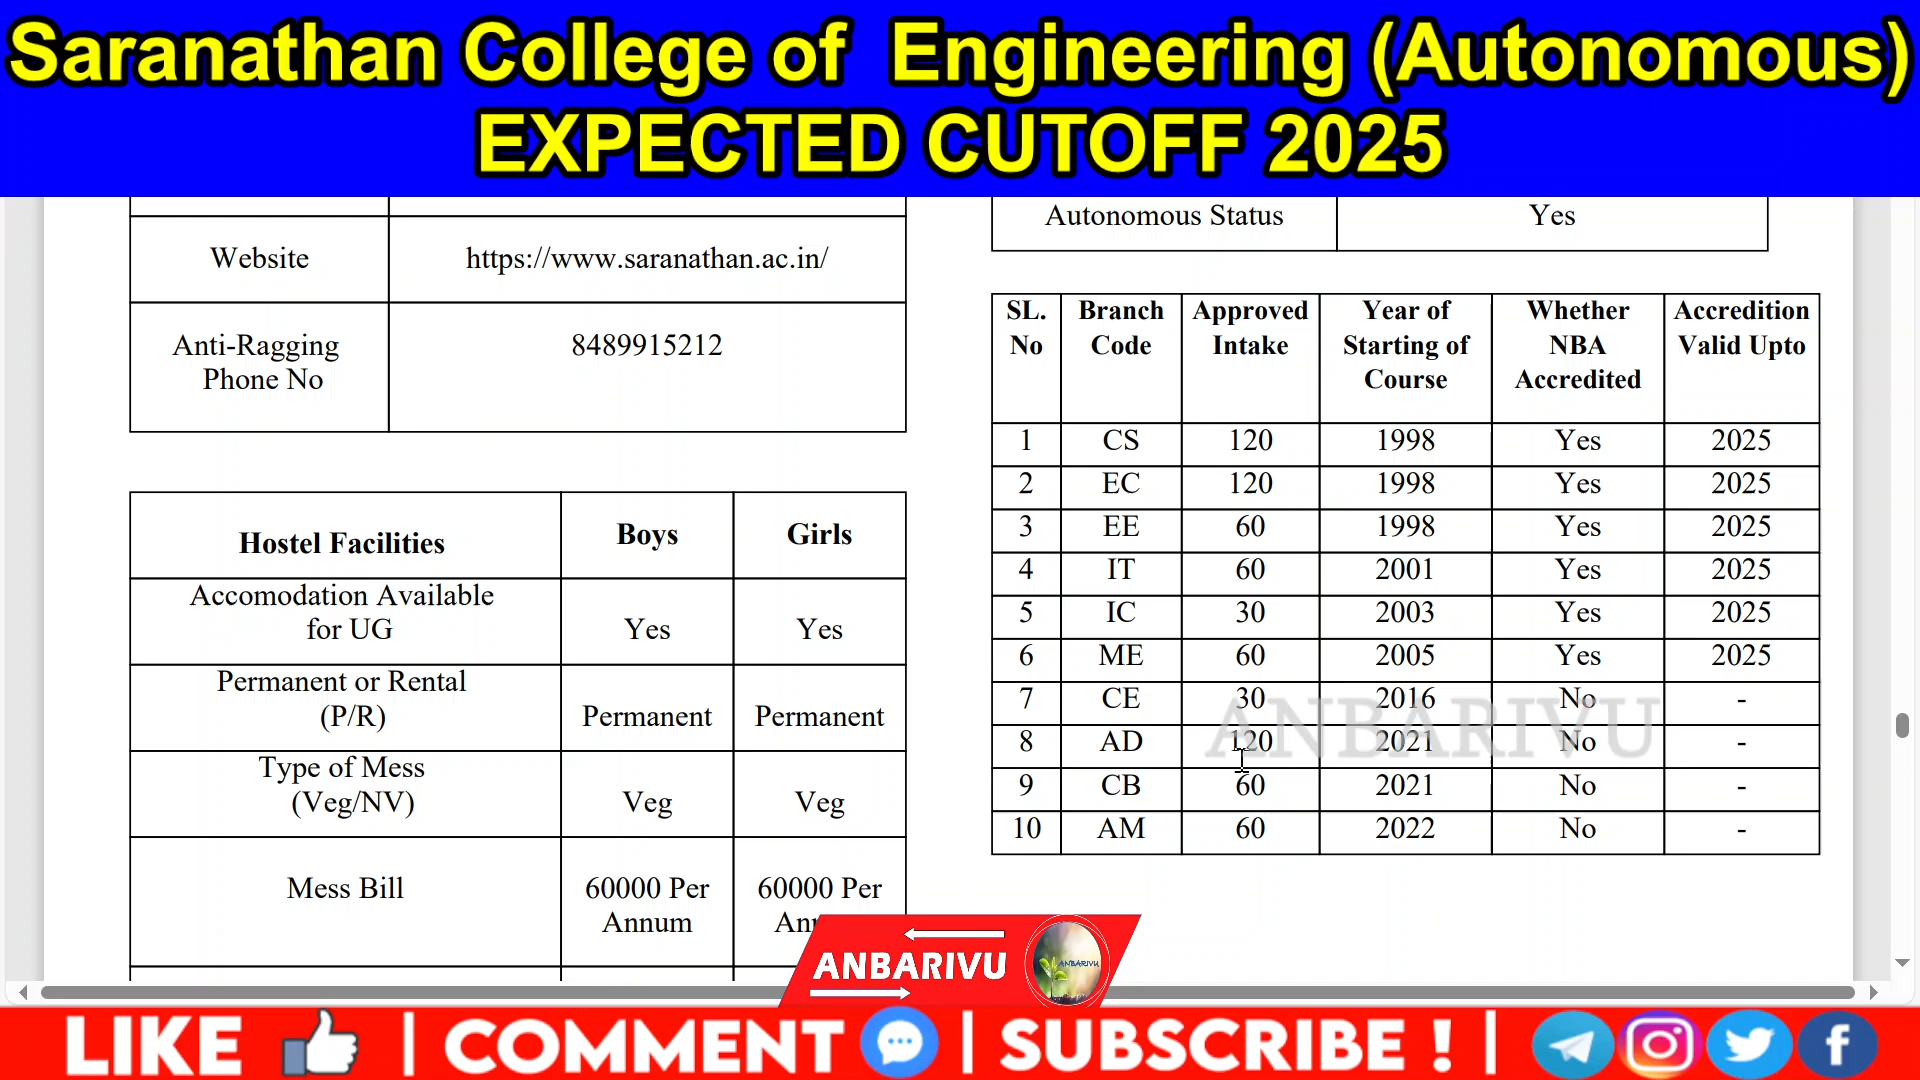 Saranathan College of Engineering (Autonomous)
EXPECTED CUTOFF 2025
Website https://www.saranathan.ac.in/
Anti-Ragging Phone No 8489915212
Hostel Facilities Boys Girls
Accomodation Available for UG Yes Yes
Permanent or Rental (P/R) Permanent Permanent
Type of Mess (Veg/NV) Veg Veg
Mess Bill 60000 Per Annum 60000 Per
Autonomous Status Yes
SL. No Branch Code Approved Intake Year of Starting of Course Whether NBA Accredited Accredition Valid Upto
1 CS 120 1998 Yes 2025
2 EC 120 1998 Yes 2025
3 EE 60 1998 Yes 2025
4 IT 60 2001 Yes 2025
5 IC 30 2003 Yes 2025
6 ME 60 2005 Yes 2025
7 CE 30 2016 No -
8 AD 120 2021 No -
9 CB 60 2021 No -
10 AM 60 2022 No -
ANBARIVU
ANBARIVU
ANBARIVU
LIKE | COMMENT | SUBSCRIBE ! |